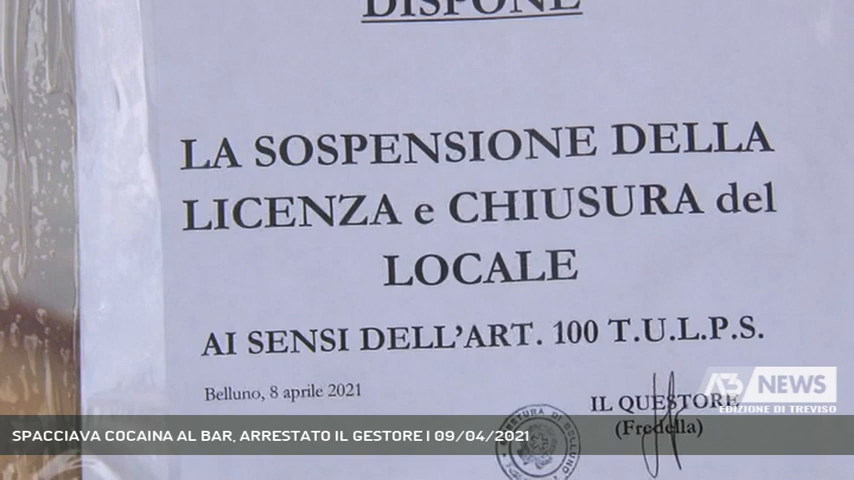 DISPONE
LA SOSPENSIONE DELLA
LICENZA e CHIUSURA del
LOCALE
AI SENSI DELL'ART. 100 T.U.L.P.S.
Belluno, 8 aprile 2021
IL QUESTORE
(Fredella)
A3 NEWS
EDIZIONE DI TREVISO
SPACCIAVA COCAINA AL BAR, ARRESTATO IL GESTORE | 09/04/2021